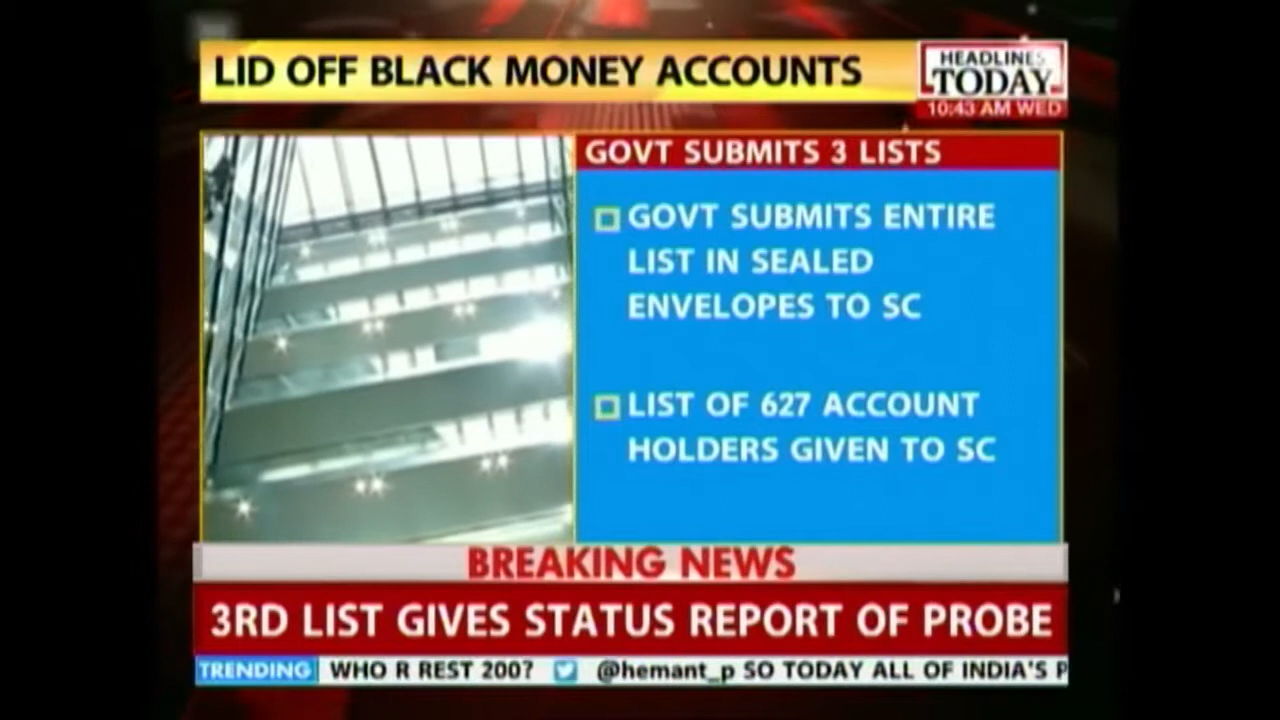 LID OFF BLACK MONEY ACCOUNTS
HEADLINES
TODAY
10:43 AM WED
GOVT SUBMITS 3 LISTS
GOVT SUBMITS ENTIRE
LIST IN SEALED
ENVELOPES TO SC
LIST OF 627 ACCOUNT
HOLDERS GIVEN TO SC
BREAKING NEWS
3RD LIST GIVES STATUS REPORT OF PROBE
TRENDING WHO R REST 200? @hemant_p SO TODAY ALL OF INDIA'S P